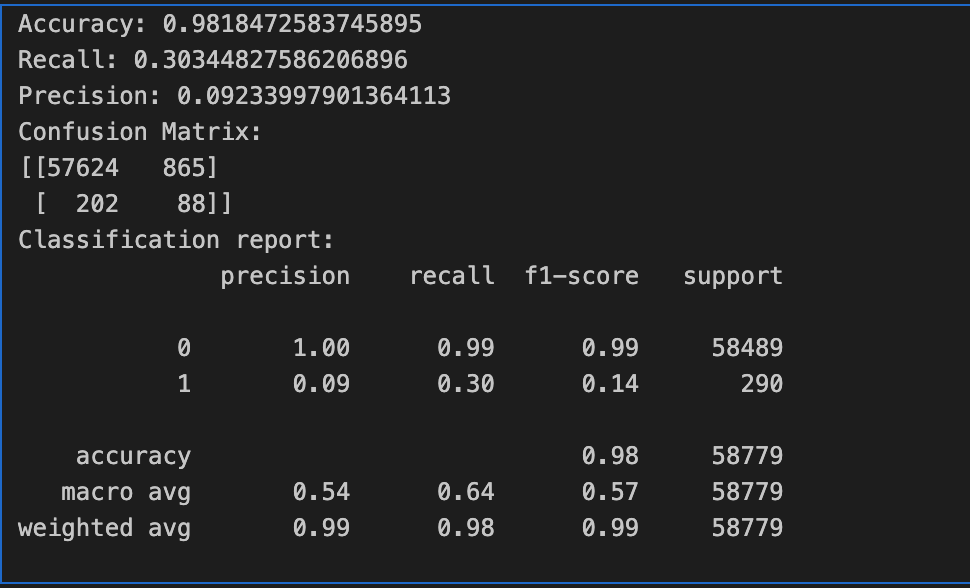 Accuracy: 0.9818472583745895
Recall: 0.30344827586206896
Precision: 0.09233997901364113
Confusion Matrix:
[[57624   865]
 [  202    88]]
Classification report:
              precision    recall  f1-score   support

           0       1.00      0.99      0.99     58489
           1       0.09      0.30      0.14       290

    accuracy                           0.98     58779
   macro avg       0.54      0.64      0.57     58779
weighted avg       0.99      0.98      0.99     58779